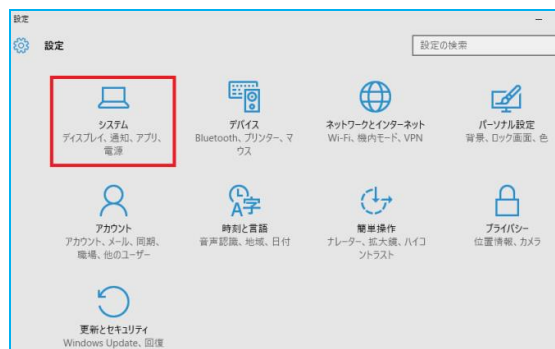 設定
設定
設定の検索
システム
ディスプレイ、通知、アプリ、
電源
デバイス
Bluetooth、プリンター、マ
ウス
ネットワークとインターネット
Wi-Fi、機内モード、VPN
パーソナル設定
背景、ロック画面、色
アカウント
アカウント、メール、同期、
職場、他のユーザー
時刻と言語
音声認識、地域、日付
簡単操作
ナレーター、拡大鏡、ハイコ
ントラスト
プライバシー
位置情報、カメラ
更新とセキュリティ
Windows Update、回復